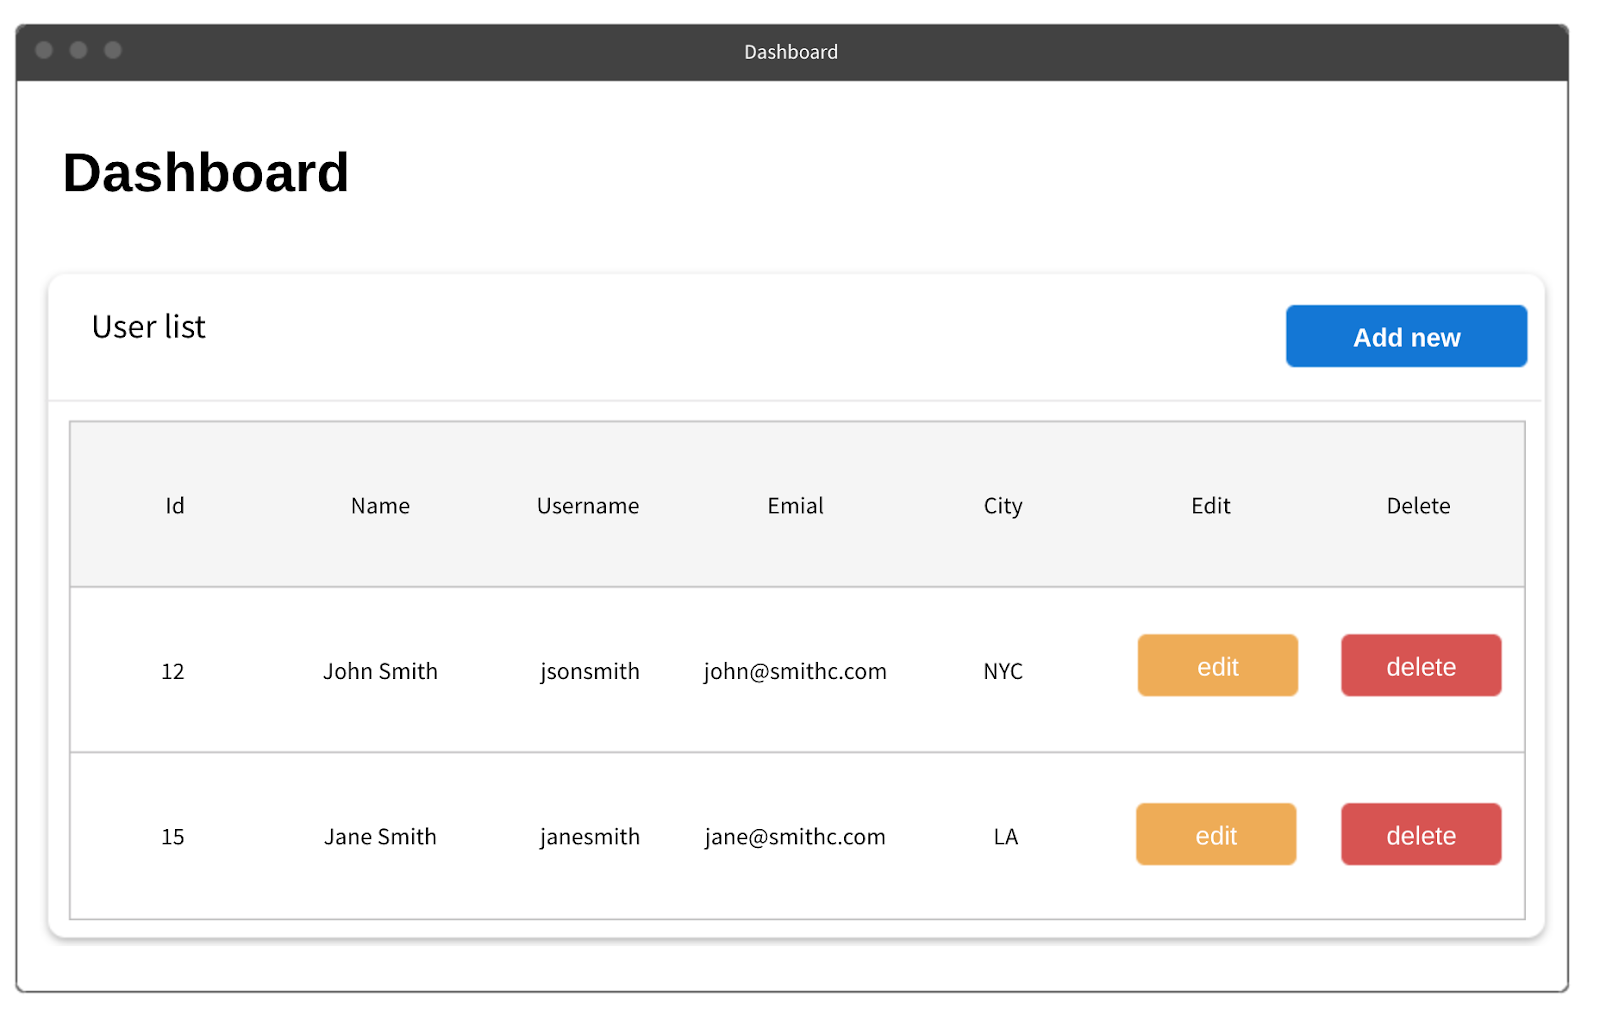 Dashboard
Dashboard
User list
Add new
Id Name Username Emial City Edit Delete
12 John Smith jsonsmith john@smithc.com NYC edit delete
15 Jane Smith janesmith jane@smithc.com LA edit delete